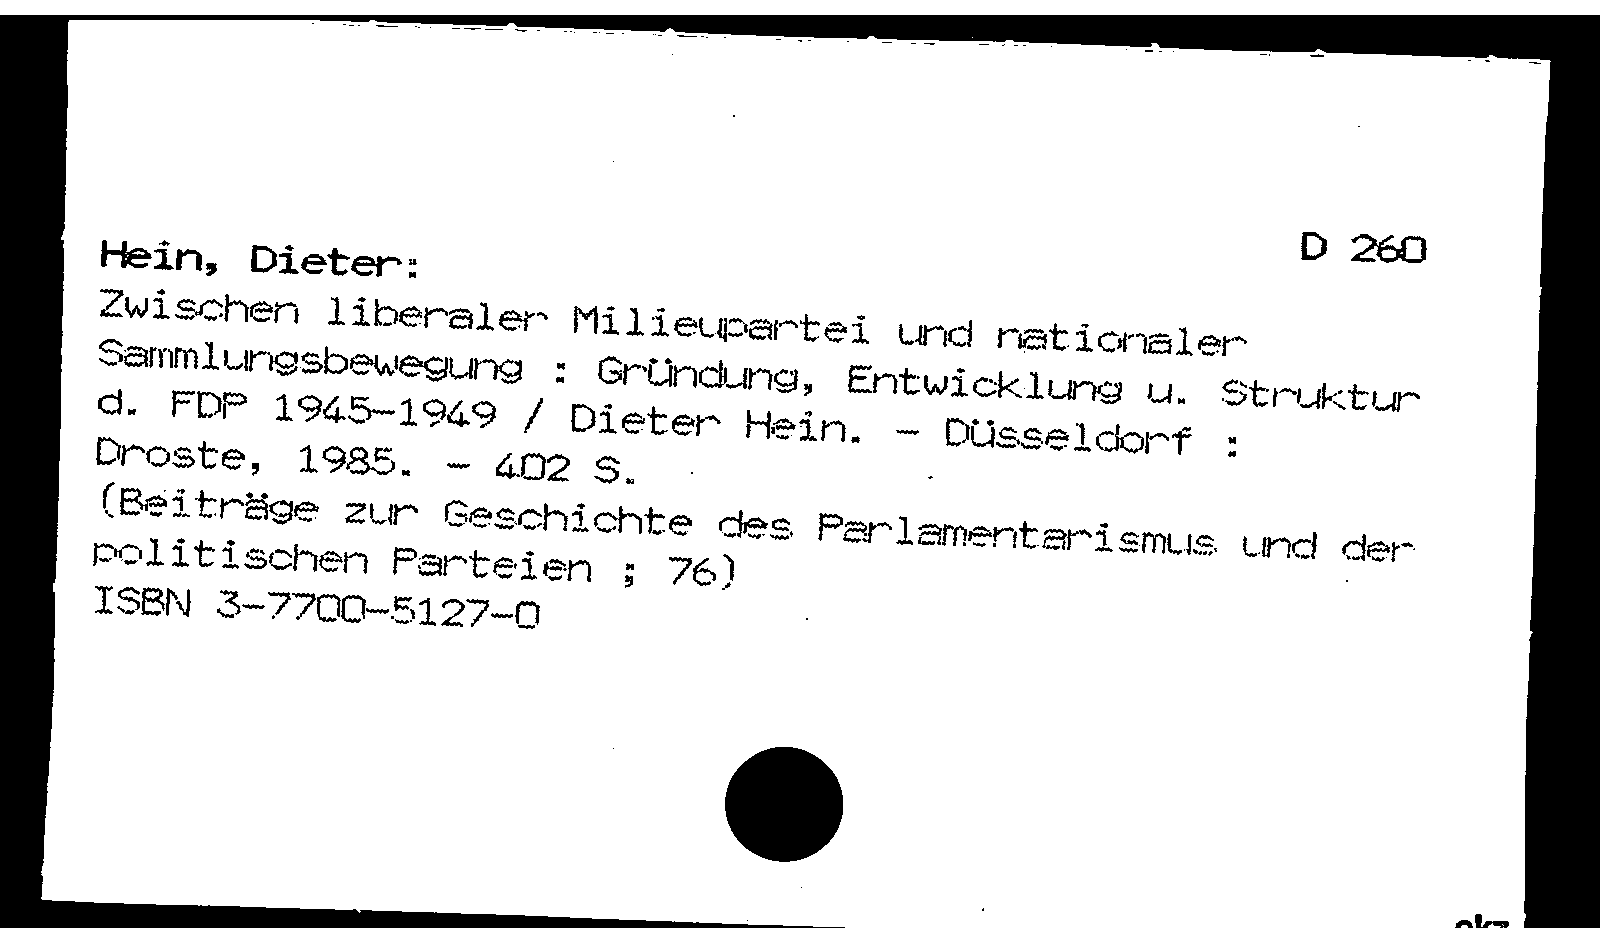 Hein, Dieter: D 260
Zwischen liberaler Milieupartei und nationaler
Sammlungsbewegung : Gründung, Entwicklung u. Struktur
d. FDP 1945-1949 / Dieter Hein. - Düsseldorf :
Droste, 1985. - 402 S.
(Beiträge zur Geschichte des Parlamentarismus und der
politischen Parteien ; 76)
ISBN 3-7700-5127-0
ekz